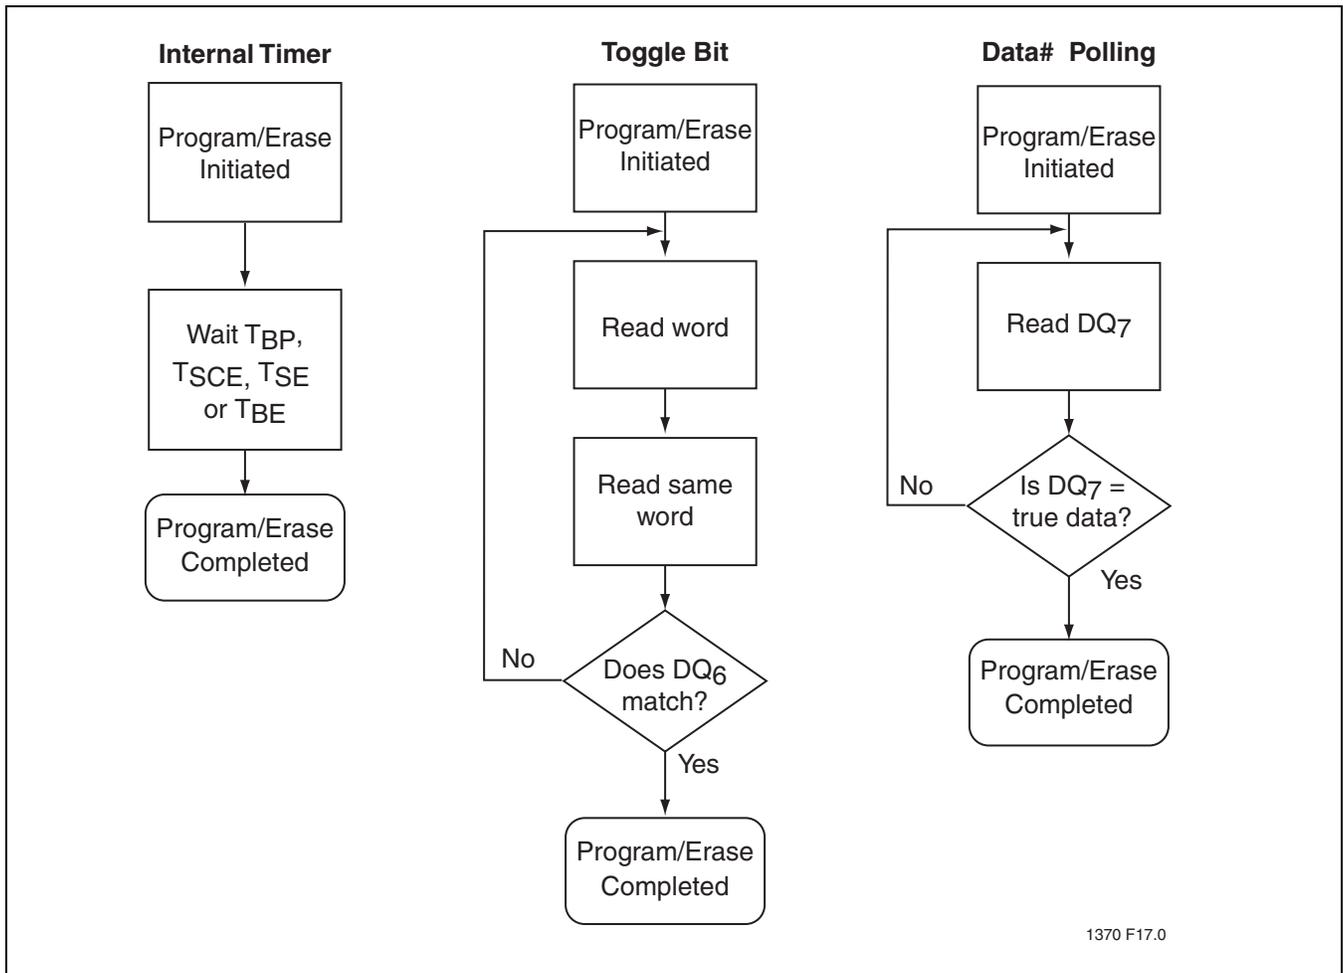 Internal Timer
Program/Erase
Initiated
Wait TBP,
TSCE, TSE
or TBE
Program/Erase
Completed
Toggle Bit
Program/Erase
Initiated
Read word
Read same
word
Does DQ6
match?
No
Yes
Program/Erase
Completed
Data# Polling
Program/Erase
Initiated
Read DQ7
Is DQ7 =
true data?
No
Yes
Program/Erase
Completed
1370 F17.0